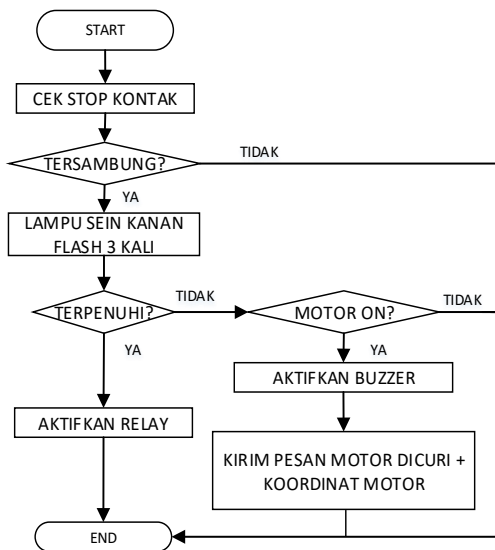 START
CEK STOP KONTAK
TERSAMBUNG?
TIDAK
YA
LAMPU SEIN KANAN
FLASH 3 KALI
TERPENUHI?
TIDAK
MOTOR ON?
TIDAK
YA
YA
AKTIFKAN BUZZER
AKTIFKAN RELAY
KIRIM PESAN MOTOR DICURI +
KOORDINAT MOTOR
END